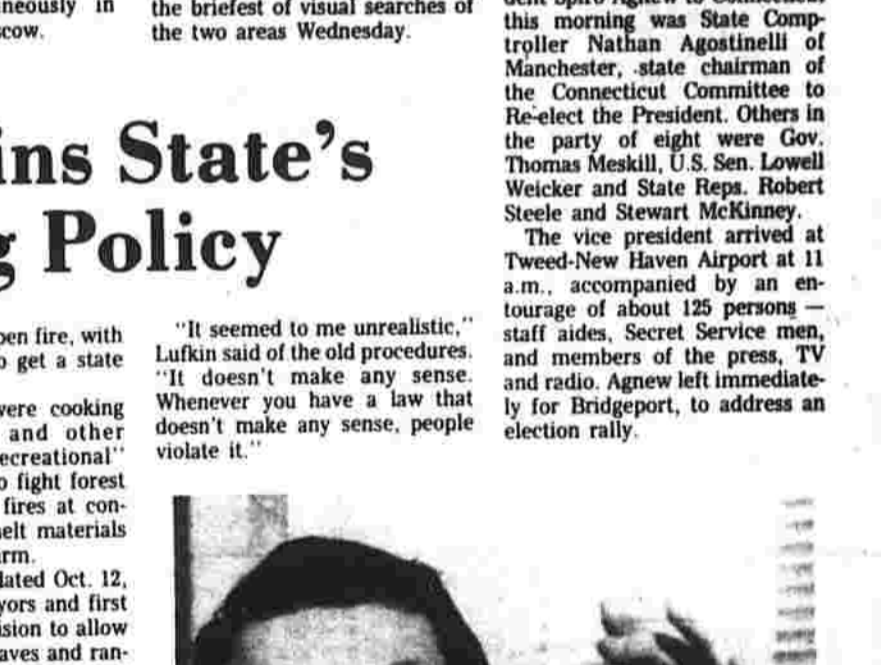 neously in
scow.
the briefest of visual searches of
the two areas Wednesday.
ins State's
g Policy
pen fire, with
o get a state
were cooking
and other
ecreational"
o fight forest
fires at con-
elt materials
arm.
lated Oct. 12,
yors and first
ision to allow
aves and ran-
"It seemed to me unrealistic,"
Lufkin said of the old procedures.
"It doesn't make any sense.
Whenever you have a law that
doesn't make any sense, people
violate it."
dent Spiro Agnew to Connecticut
this morning was State Comp-
troller Nathan Agostinelli of
Manchester, state chairman of
the Connecticut Committee to
Re-elect the President. Others in
the party of eight were Gov.
Thomas Meskill, U.S. Sen. Lowell
Weicker and State Reps. Robert
Steele and Stewart McKinney.
The vice president arrived at
Tweed-New Haven Airport at 11
a.m., accompanied by an en-
tourage of about 125 persons —
staff aides, Secret Service men,
and members of the press, TV
and radio. Agnew left immediate-
ly for Bridgeport, to address an
election rally.